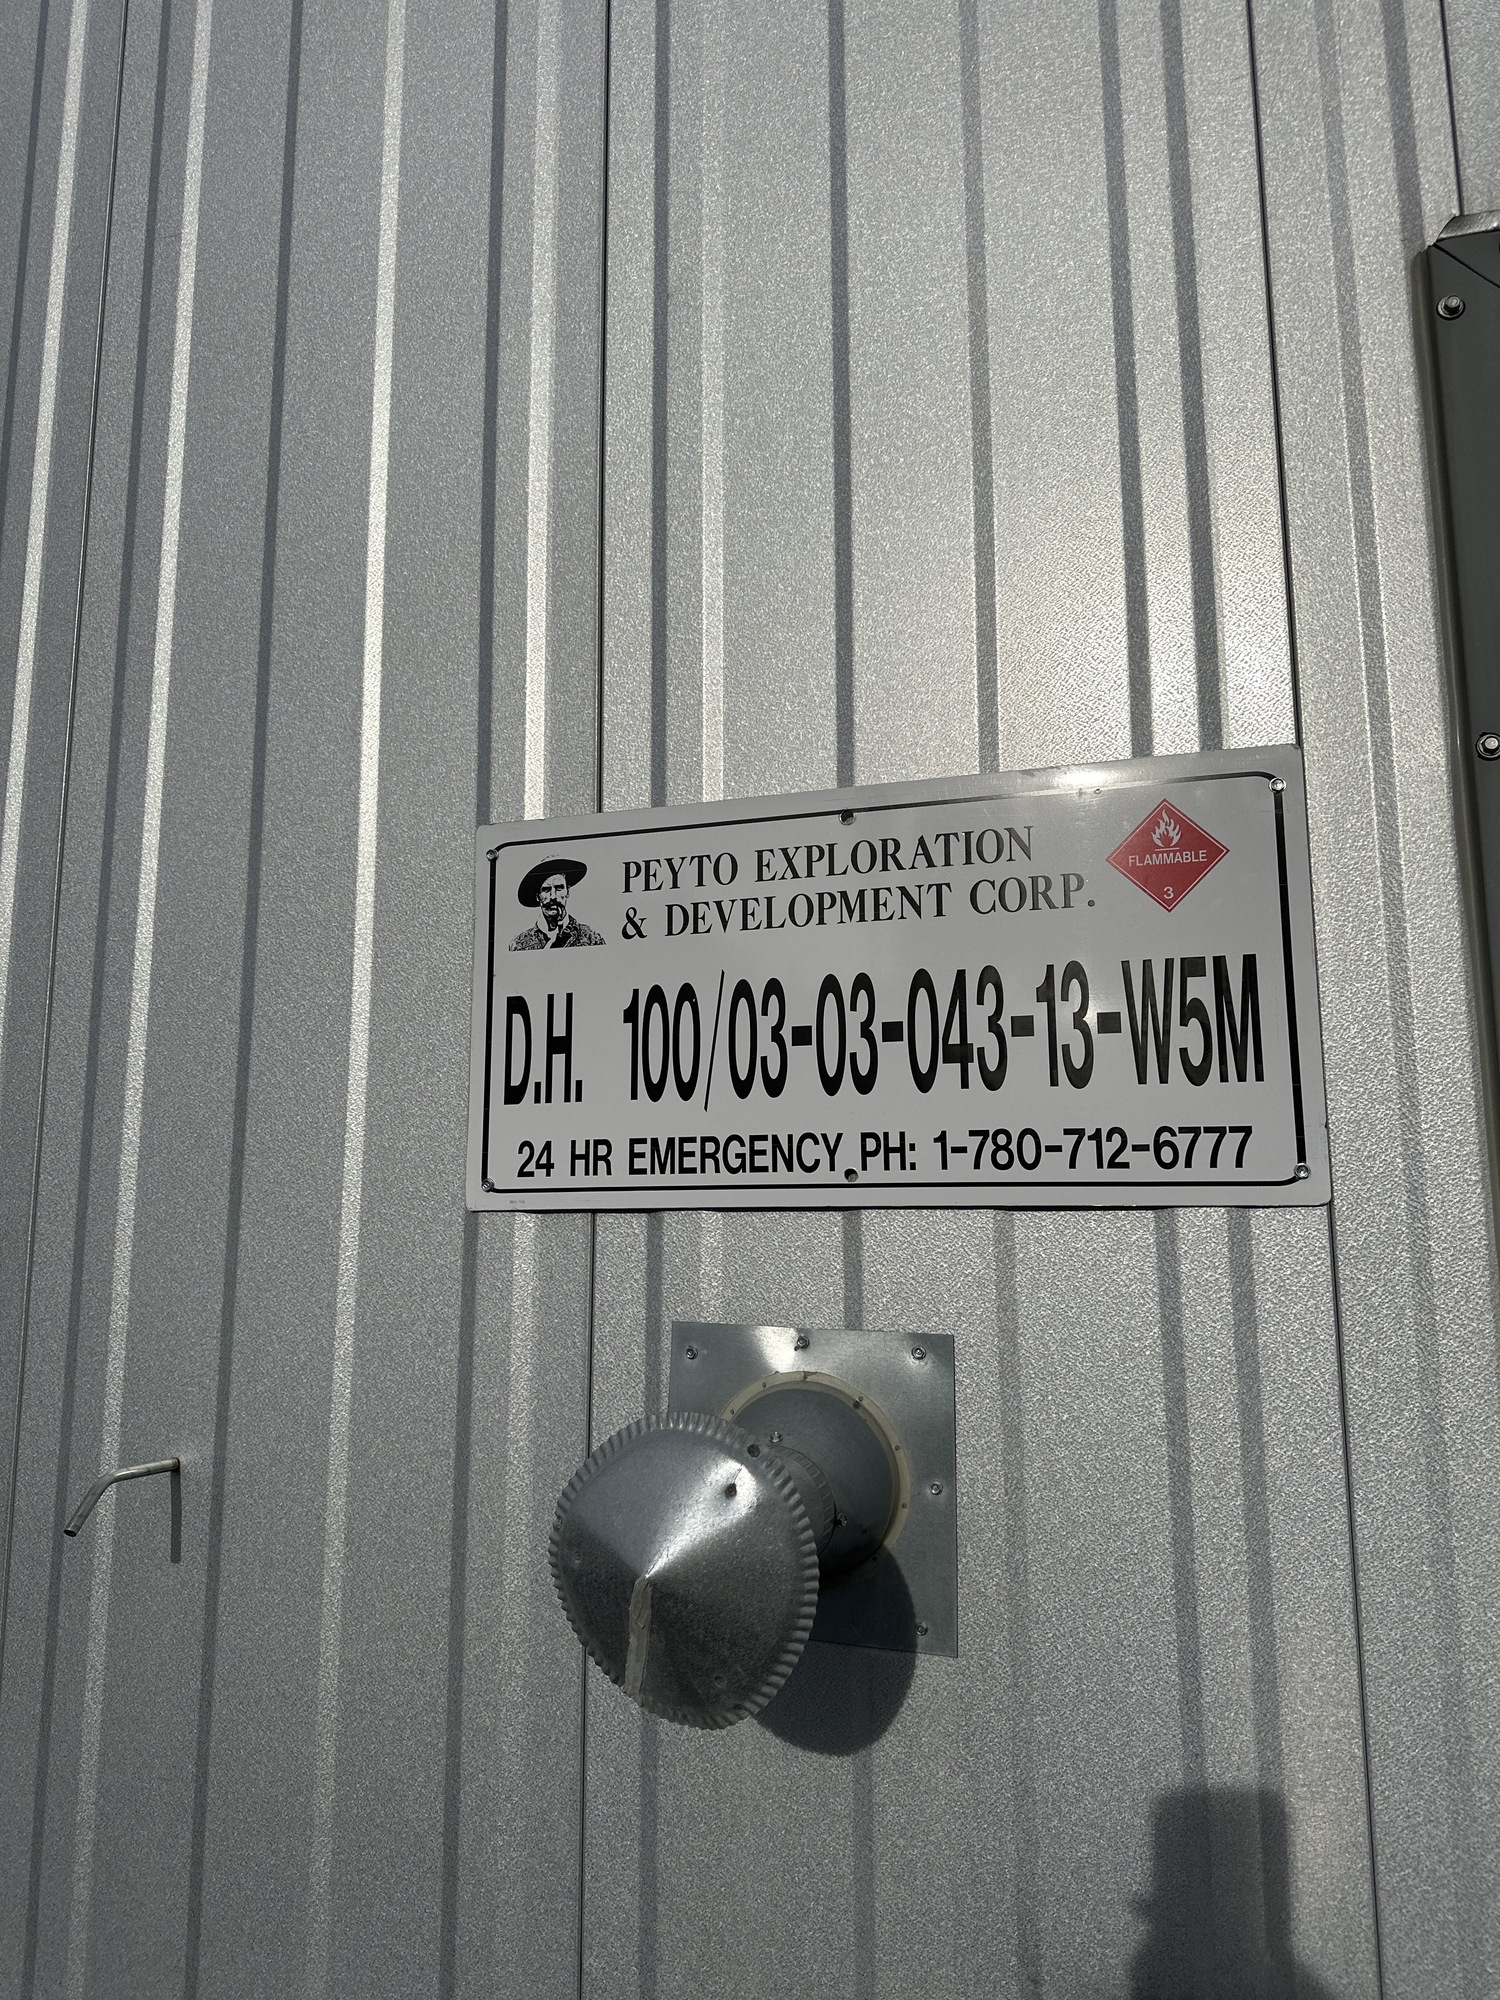 PEYTO EXPLORATION
& DEVELOPMENT CORP.
FLAMMABLE
3
D.H. 100/03-03-043-13-W5M
24 HR EMERGENCY PH: 1-780-712-6777